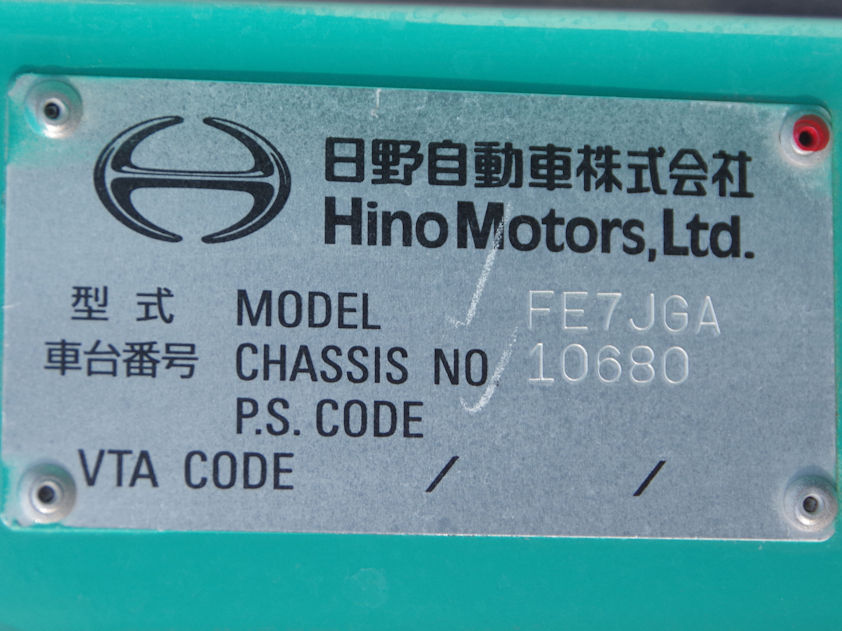 日野自動車株式会社
Hino Motors, Ltd.
型 式 MODEL FE7JGA
車台番号 CHASSIS NO 10680
P.S. CODE
VTA CODE / /